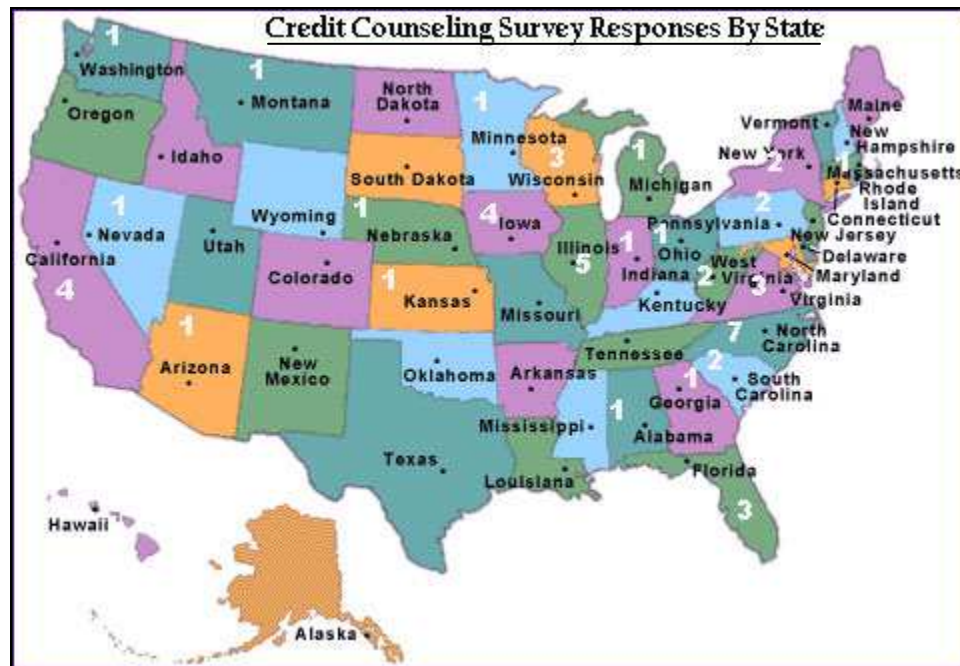 Credit Counseling Survey Responses By State
1
Washington
1
Montana
North
Dakota
1
Minnesota
Oregon
Idaho
South Dakota
3
Wisconsin
1
Michigan
Maine
Vermont
New
Hampshire
New York
2
1
Massachusetts
Rhode
Island
Connecticut
Wyoming
1
Nebraska
4
Iowa
2
Pennsylvania
New Jersey
Delaware
Maryland
1
Nevada
Utah
Colorado
California
4
1
Kansas
Missouri
Illinois
5
1
Indiana
1
Ohio
2
West
Virginia
3
Virginia
Kentucky
7
North
Carolina
Tennessee
2
South
Carolina
1
Arizona
New
Mexico
Oklahoma
Arkansas
1
Georgia
Mississippi
1
Alabama
Texas
Louisiana
Florida
3
Hawaii
Alaska